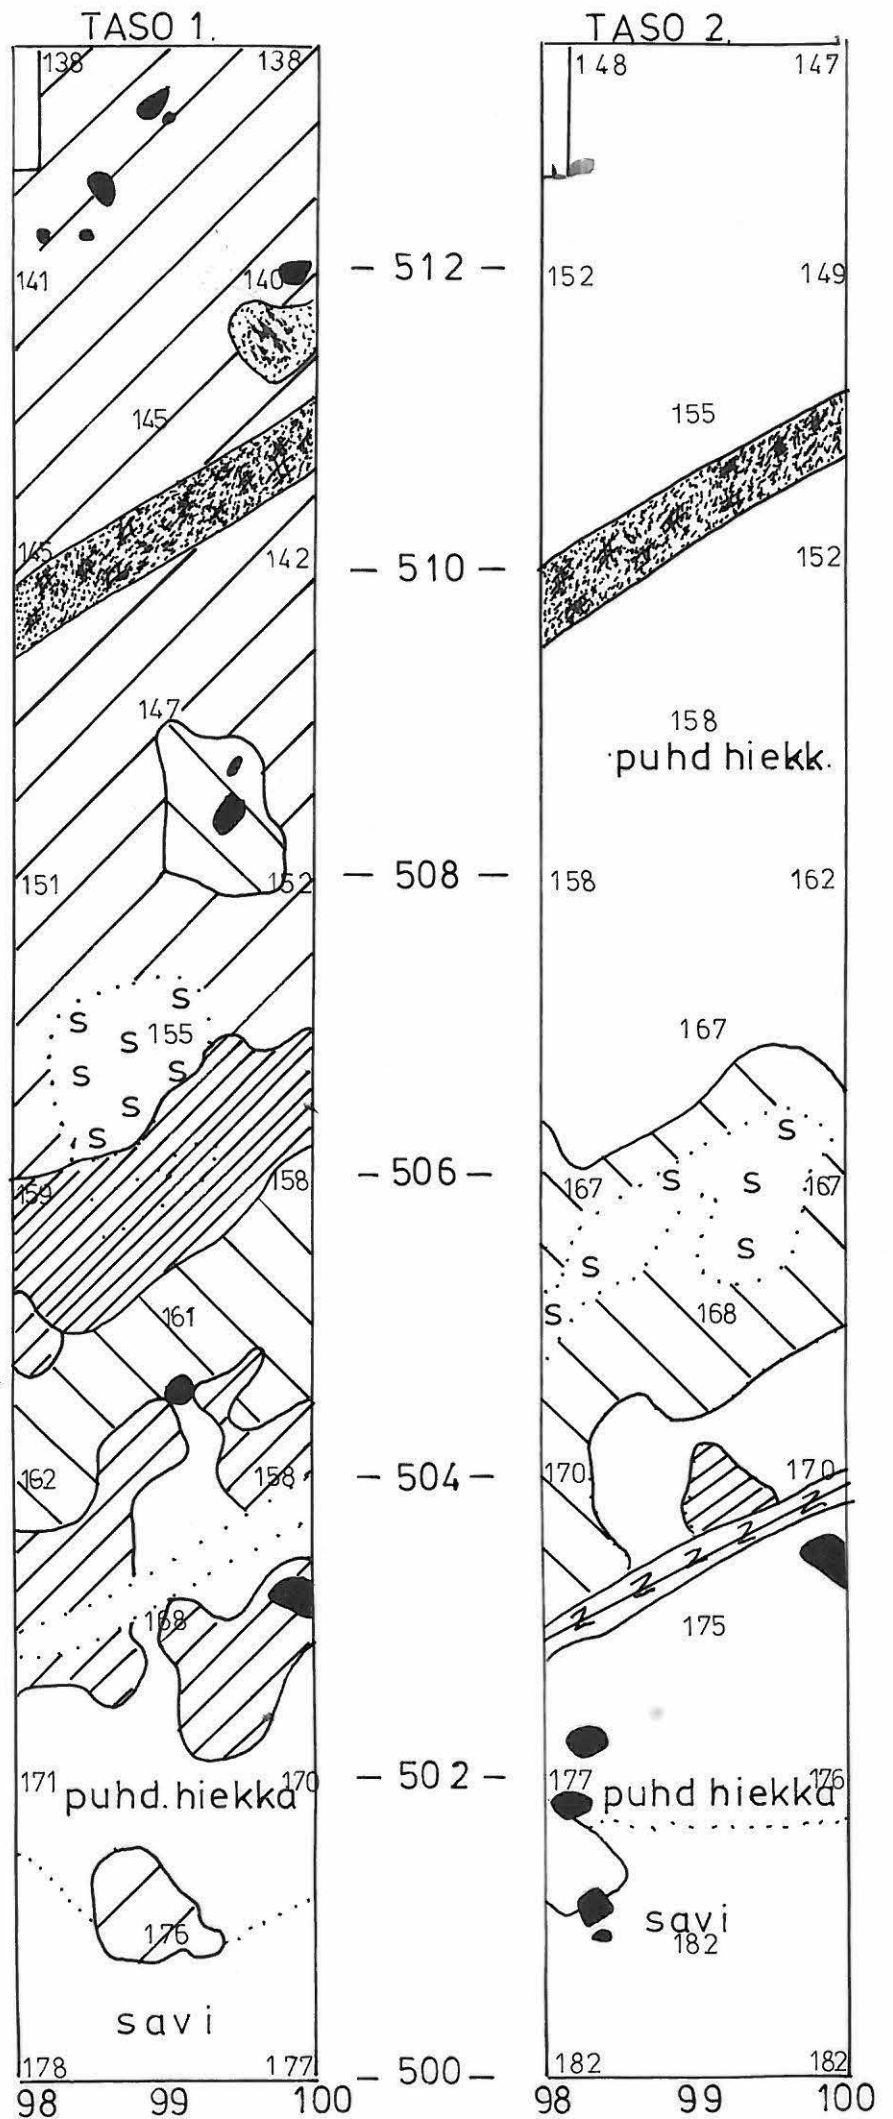 TASO 1. TASO 2.
138 138 148 147
141 140 — 512 — 152 149
145 155
145 142 — 510 — 152
147 158
puhd hiekk.
151 152 — 508 — 158 162
S
S S 155 167
S S
S
S S
159 158 — 506 — 167 S S 167
S S
161 S 168
162 158 — 504 — 170 170
Z
Z
Z
Z
168 Z 175
171 170 — 502 — 177 176
puhd. hiekka puhd hiekka
176 savi
182
savi
178 177 — 500 — 182 182
98 99 100 98 99 100